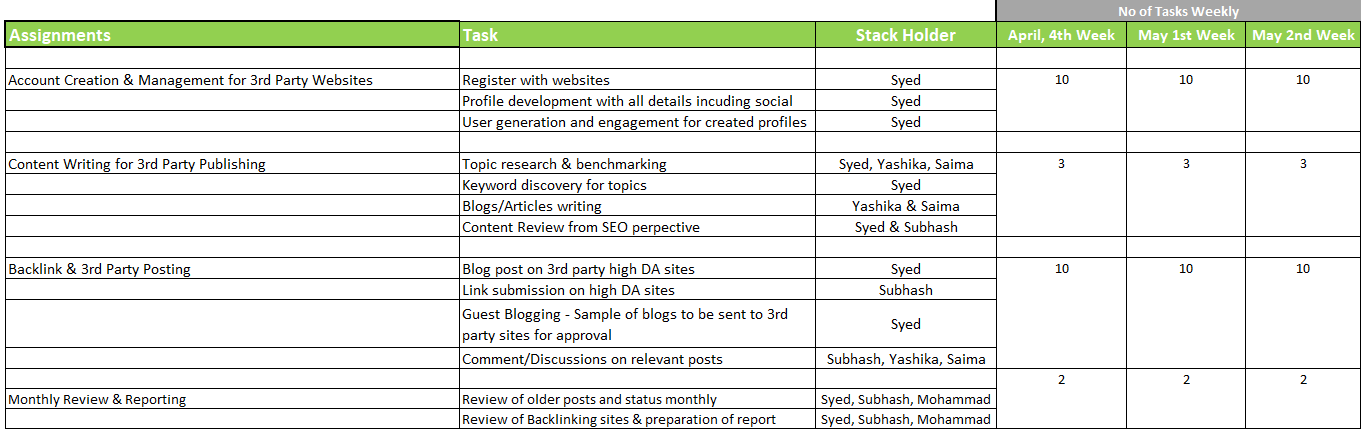 No of Tasks Weekly
Assignments Task Stack Holder April, 4th Week May 1st Week May 2nd Week
Account Creation & Management for 3rd Party Websites Register with websites Syed 10 10 10
Profile development with all details incuding social Syed
User generation and engagement for created profiles Syed
Content Writing for 3rd Party Publishing Topic research & benchmarking Syed, Yashika, Saima 3 3 3
Keyword discovery for topics Syed
Blogs/Articles writing Yashika & Saima
Content Review from SEO perpective Syed & Subhash
Backlink & 3rd Party Posting Blog post on 3rd party high DA sites Syed 10 10 10
Link submission on high DA sites Subhash
Guest Blogging - Sample of blogs to be sent to 3rd
party sites for approval Syed
Comment/Discussions on relevant posts Subhash, Yashika, Saima
2 2 2
Monthly Review & Reporting Review of older posts and status monthly Syed, Subhash, Mohammad
Review of Backlinking sites & preparation of report Syed, Subhash, Mohammad